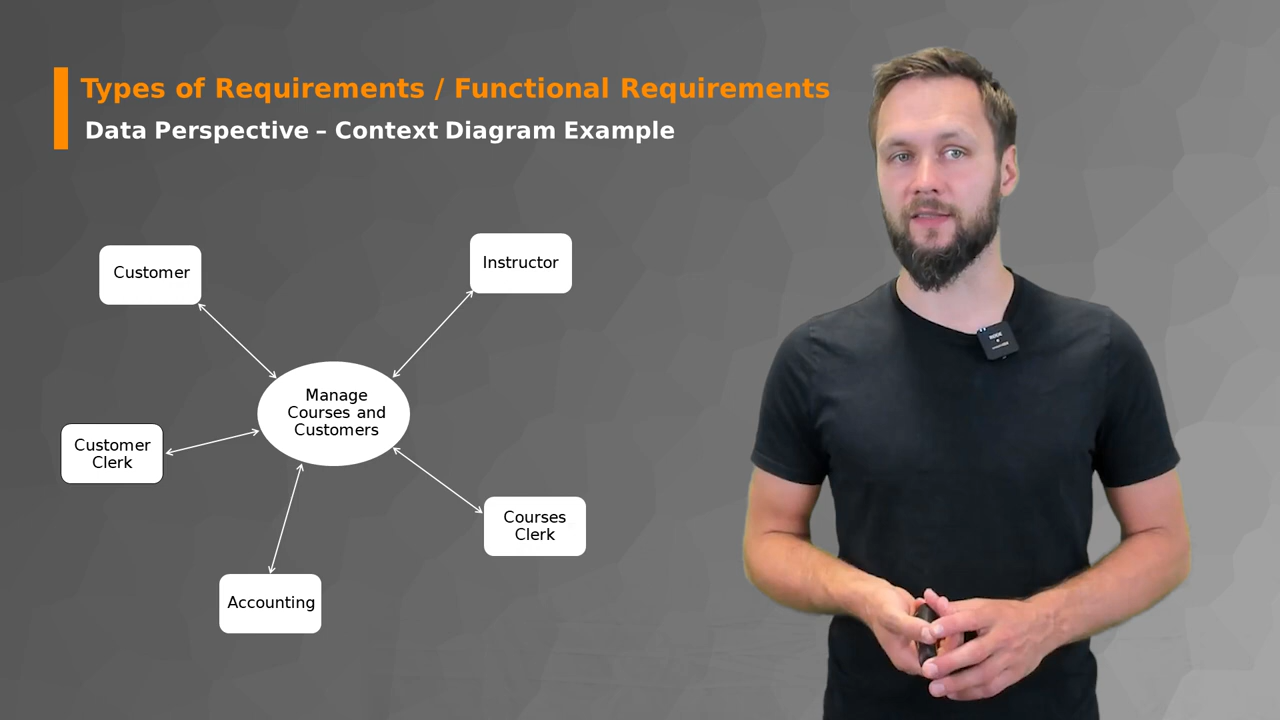 Types of Requirements / Functional Requirements
Data Perspective – Context Diagram Example
Customer
Instructor
Manage
Courses and
Customers
Customer
Clerk
Courses
Clerk
Accounting
RODE